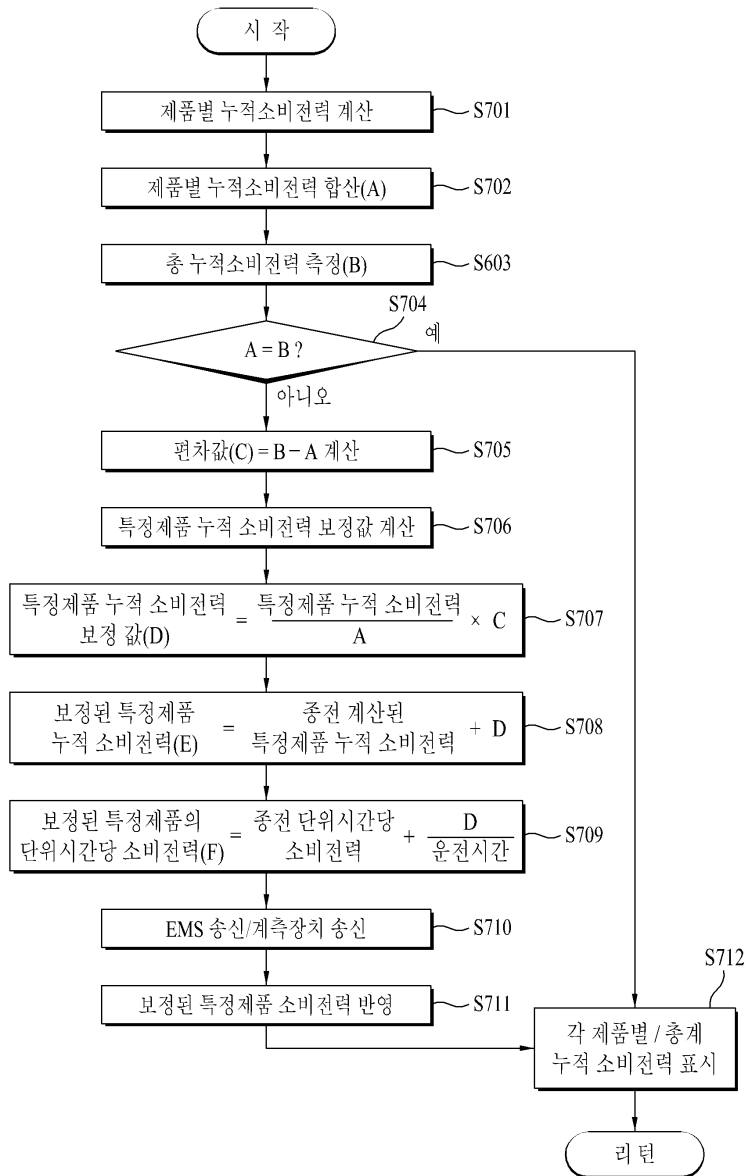 시 작
제품별 누적소비전력 계산
S701
제품별 누적소비전력 합산(A)
S702
총 누적소비전력 측정(B)
S603
S704
A = B ?
예
아니오
편차값(C) = B − A 계산
S705
특정제품 누적 소비전력 보정값 계산
S706
특정제품 누적 소비전력
보정 값(D)
=
특정제품 누적 소비전력
A
× C
S707
보정된 특정제품
누적 소비전력(E)
=
종전 계산된
특정제품 누적 소비전력
+ D
S708
보정된 특정제품의
단위시간당 소비전력(F)
=
종전 단위시간당
소비전력
+
D
운전시간
S709
EMS 송신/계측장치 송신
S710
보정된 특정제품 소비전력 반영
S711
S712
각 제품별 / 총계
누적 소비전력 표시
리 턴